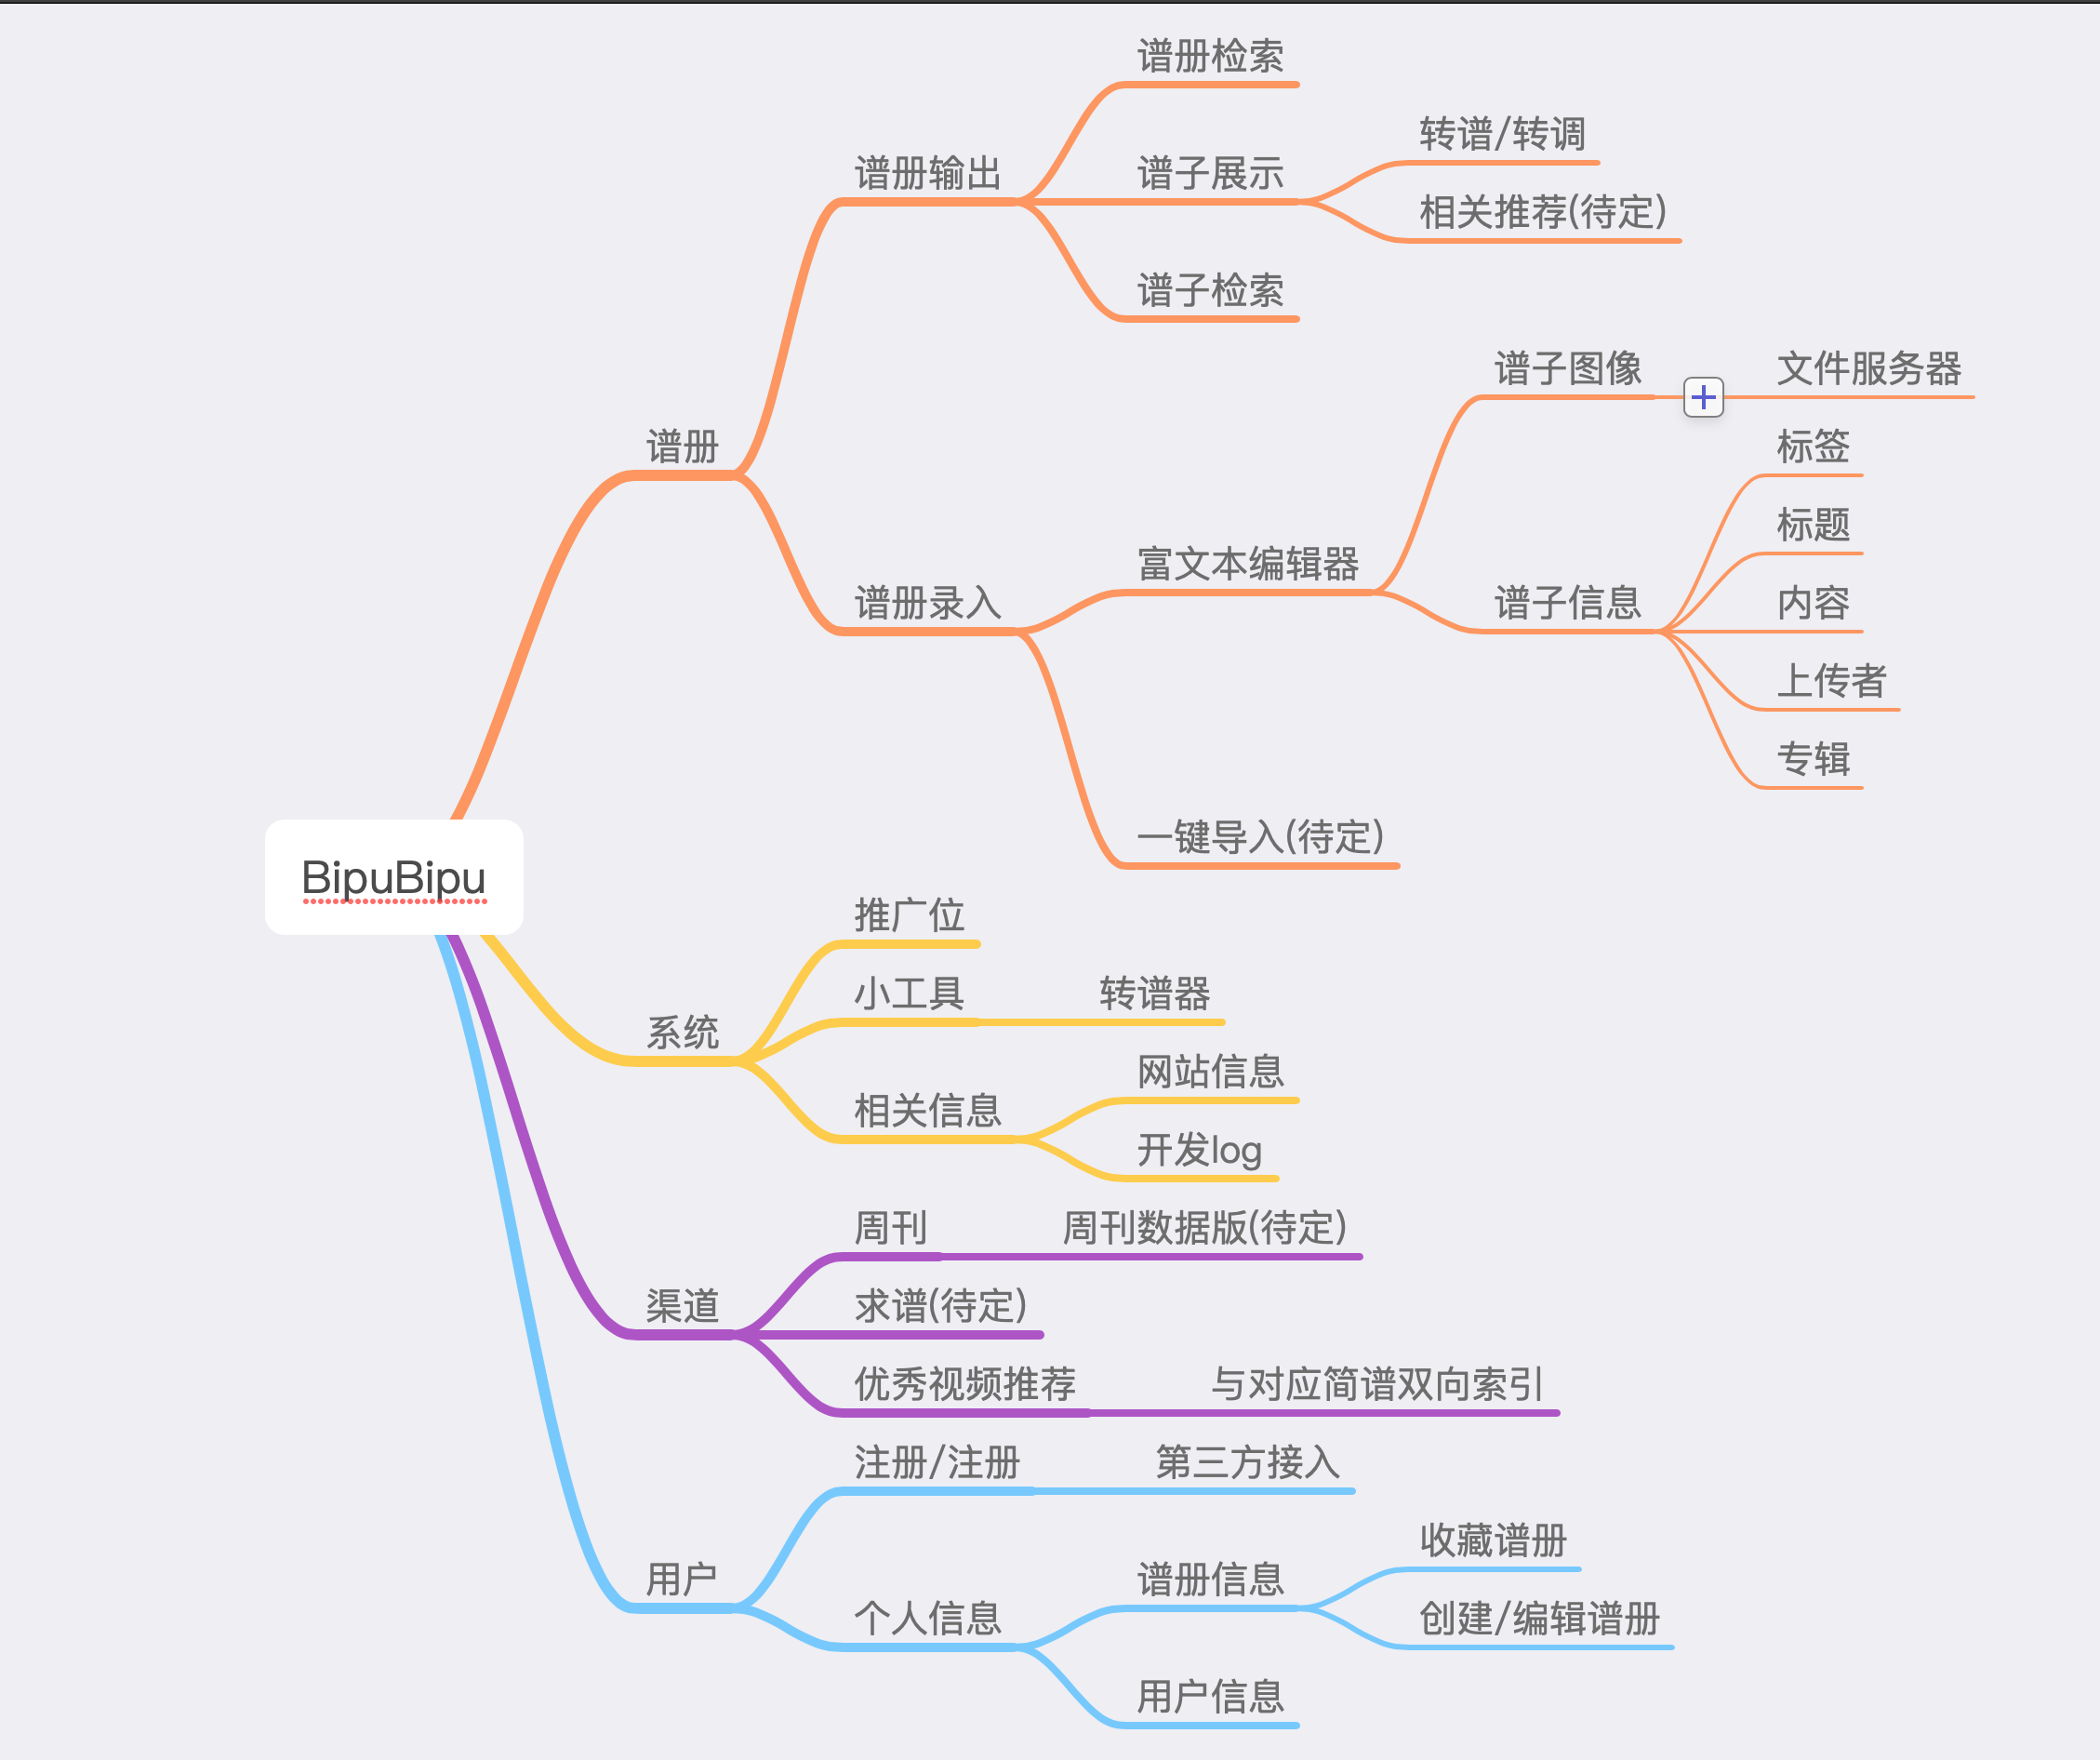 BipuBipu
谱册
谱册输出
谱册检索
谱子展示
转谱/转调
相关推荐(待定)
谱子检索
谱册录入
富文本编辑器
谱子图像
文件服务器
谱子信息
标签
标题
内容
上传者
专辑
一键导入(待定)
系统
推广位
小工具
转谱器
相关信息
网站信息
开发log
渠道
周刊
周刊数据版(待定)
求谱(待定)
优秀视频推荐
与对应简谱双向索引
用户
注册/注册
第三方接入
个人信息
谱册信息
收藏谱册
创建/编辑谱册
用户信息